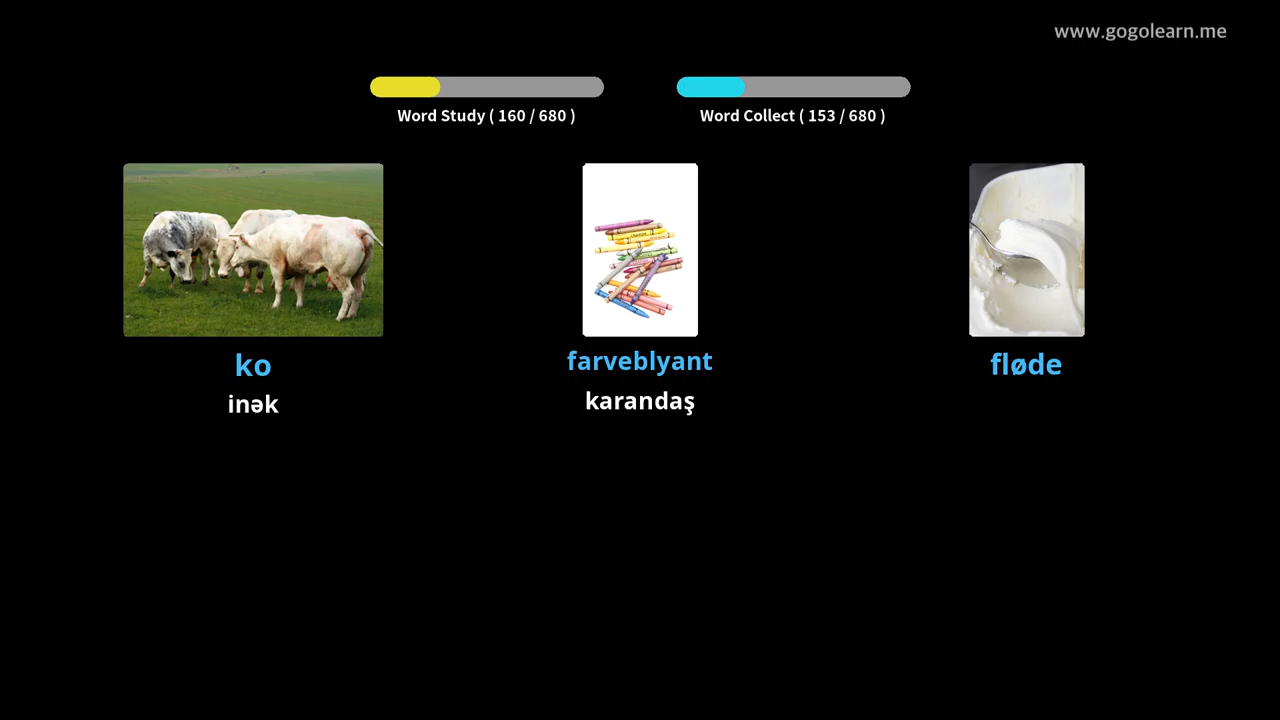 www.gogolearn.me
Word Study ( 160 / 680 )
Word Collect ( 153 / 680 )
ko
inək
farveblyant
karandaş
fløde